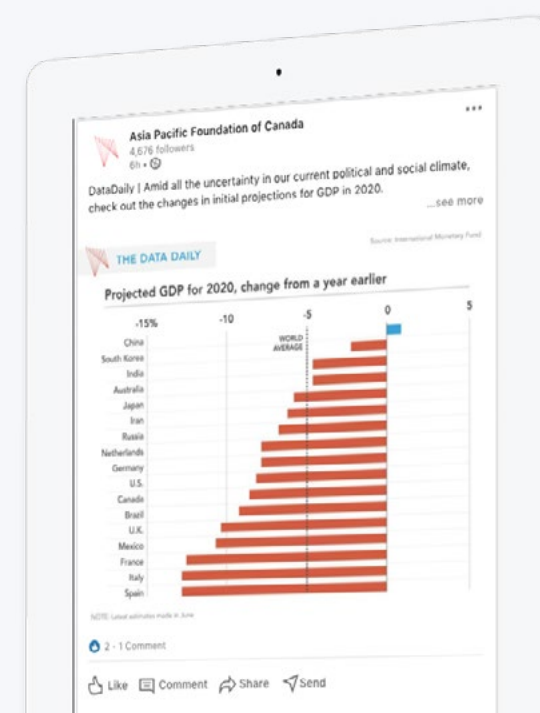 Asia Pacific Foundation of Canada
4,676 followers
6h •
DataDaily | Amid all the uncertainty in our current political and social climate,
check out the changes in initial projections for GDP in 2020.
...see more
Source: International Monetary Fund
THE DATA DAILY
Projected GDP for 2020, change from a year earlier
-15% -10 -5 0 5
WORLD
AVERAGE
China
South Korea
India
Australia
Japan
Iran
Russia
Netherlands
Germany
U.S.
Canada
Brazil
U.K.
Mexico
France
Italy
Spain
NOTE: Latest estimates made in June
2 - 1 Comment
Like Comment Share Send